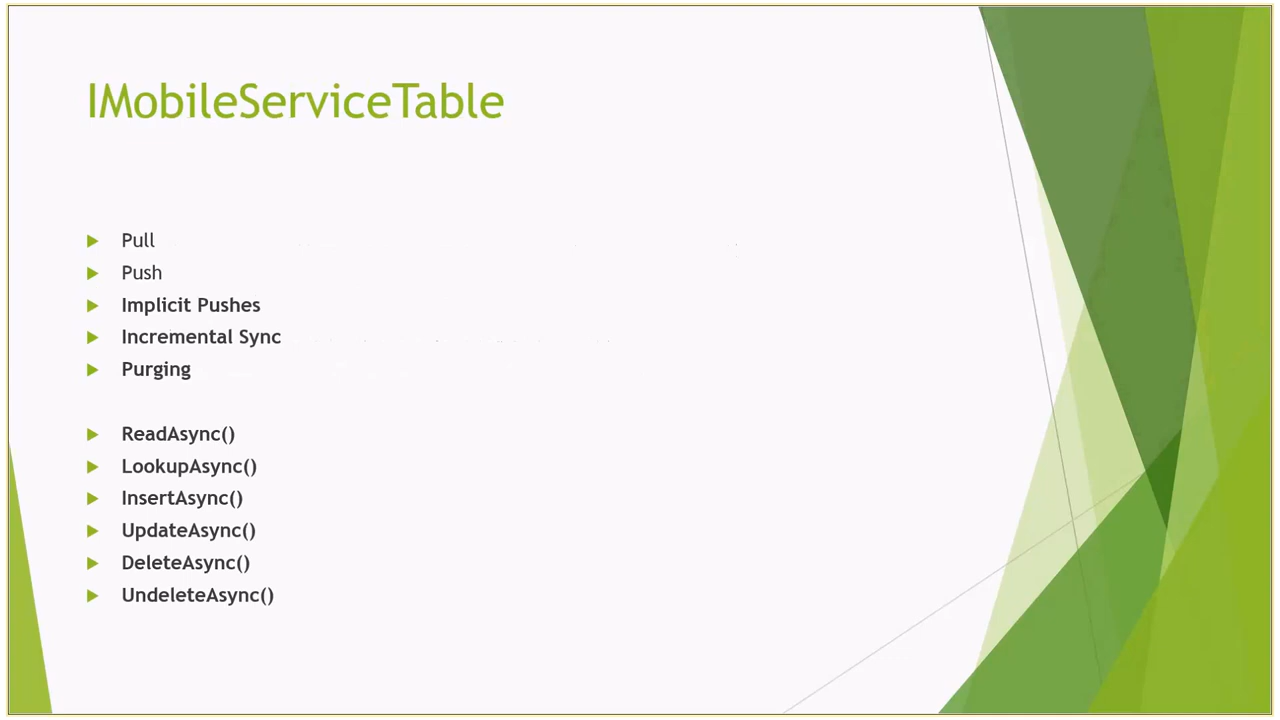 IMobileServiceTable
Pull
Push
Implicit Pushes
Incremental Sync
Purging
ReadAsync()
LookupAsync()
InsertAsync()
UpdateAsync()
DeleteAsync()
UndeleteAsync()